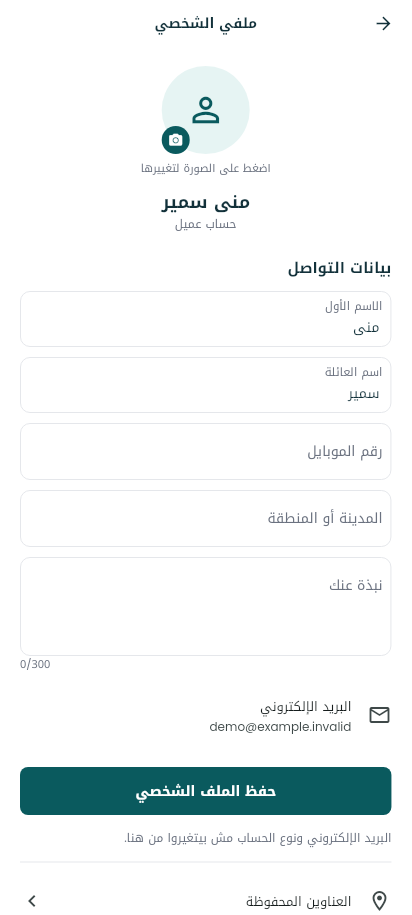 ملفي الشخصي
اضغط على الصورة لتغييرها
منى سمير
حساب عميل
بيانات التواصل
الاسم الأول
منى
اسم العائلة
سمير
رقم الموبايل
المدينة أو المنطقة
نبذة عنك
0/300
البريد الإلكتروني
demo@example.invalid
حفظ الملف الشخصي
البريد الإلكتروني ونوع الحساب مش بيتغيروا من هنا.
العناوين المحفوظة